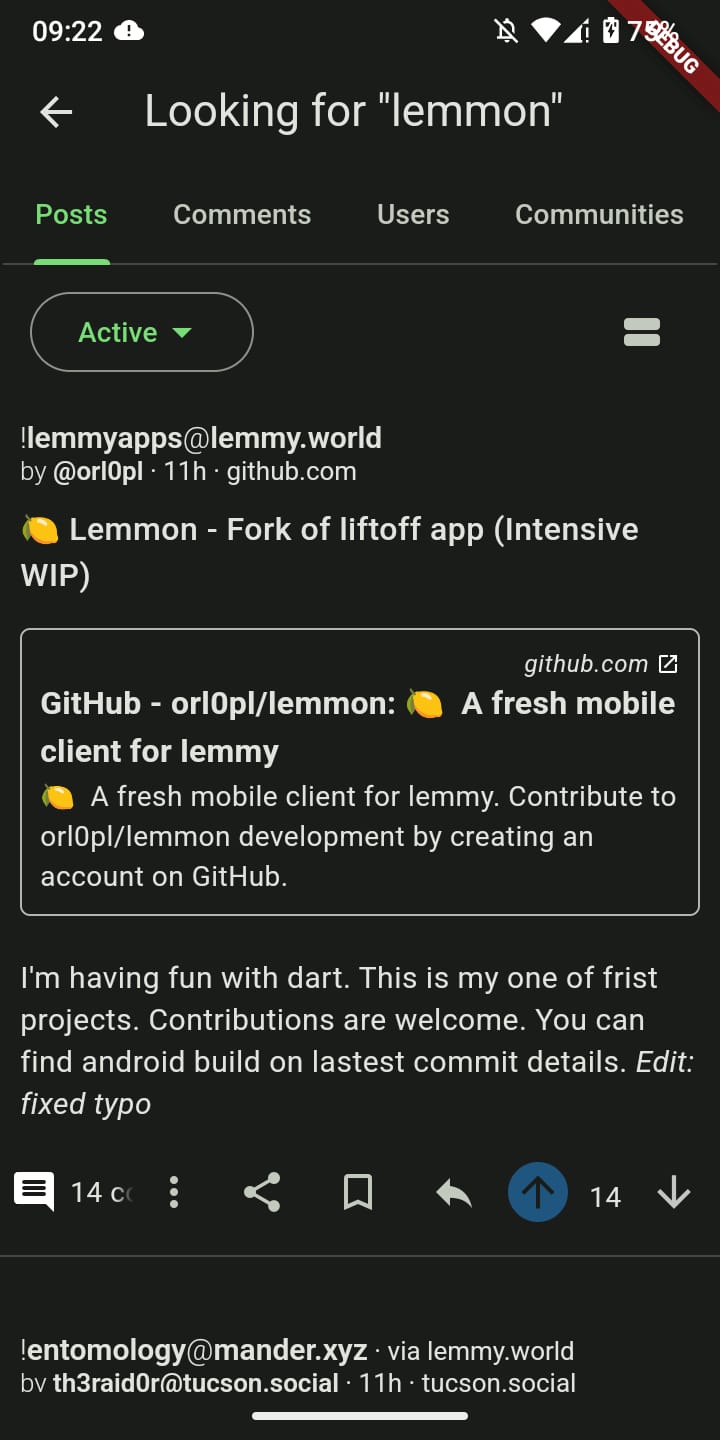 09:22
75%
DEBUG
Looking for "lemmon"
Posts Comments Users Communities
Active
!lemmyapps@lemmy.world
by @orl0pl · 11h · github.com
🍋 Lemmon - Fork of liftoff app (Intensive
WIP)
github.com
GitHub - orl0pl/lemmon: 🍋 A fresh mobile
client for lemmy
🍋 A fresh mobile client for lemmy. Contribute to
orl0pl/lemmon development by creating an
account on GitHub.
I'm having fun with dart. This is my one of frist
projects. Contributions are welcome. You can
find android build on lastest commit details. Edit:
fixed typo
14 co
14
!entomology@mander.xyz · via lemmy.world
by th3raid0r@tucson.social · 11h · tucson.social